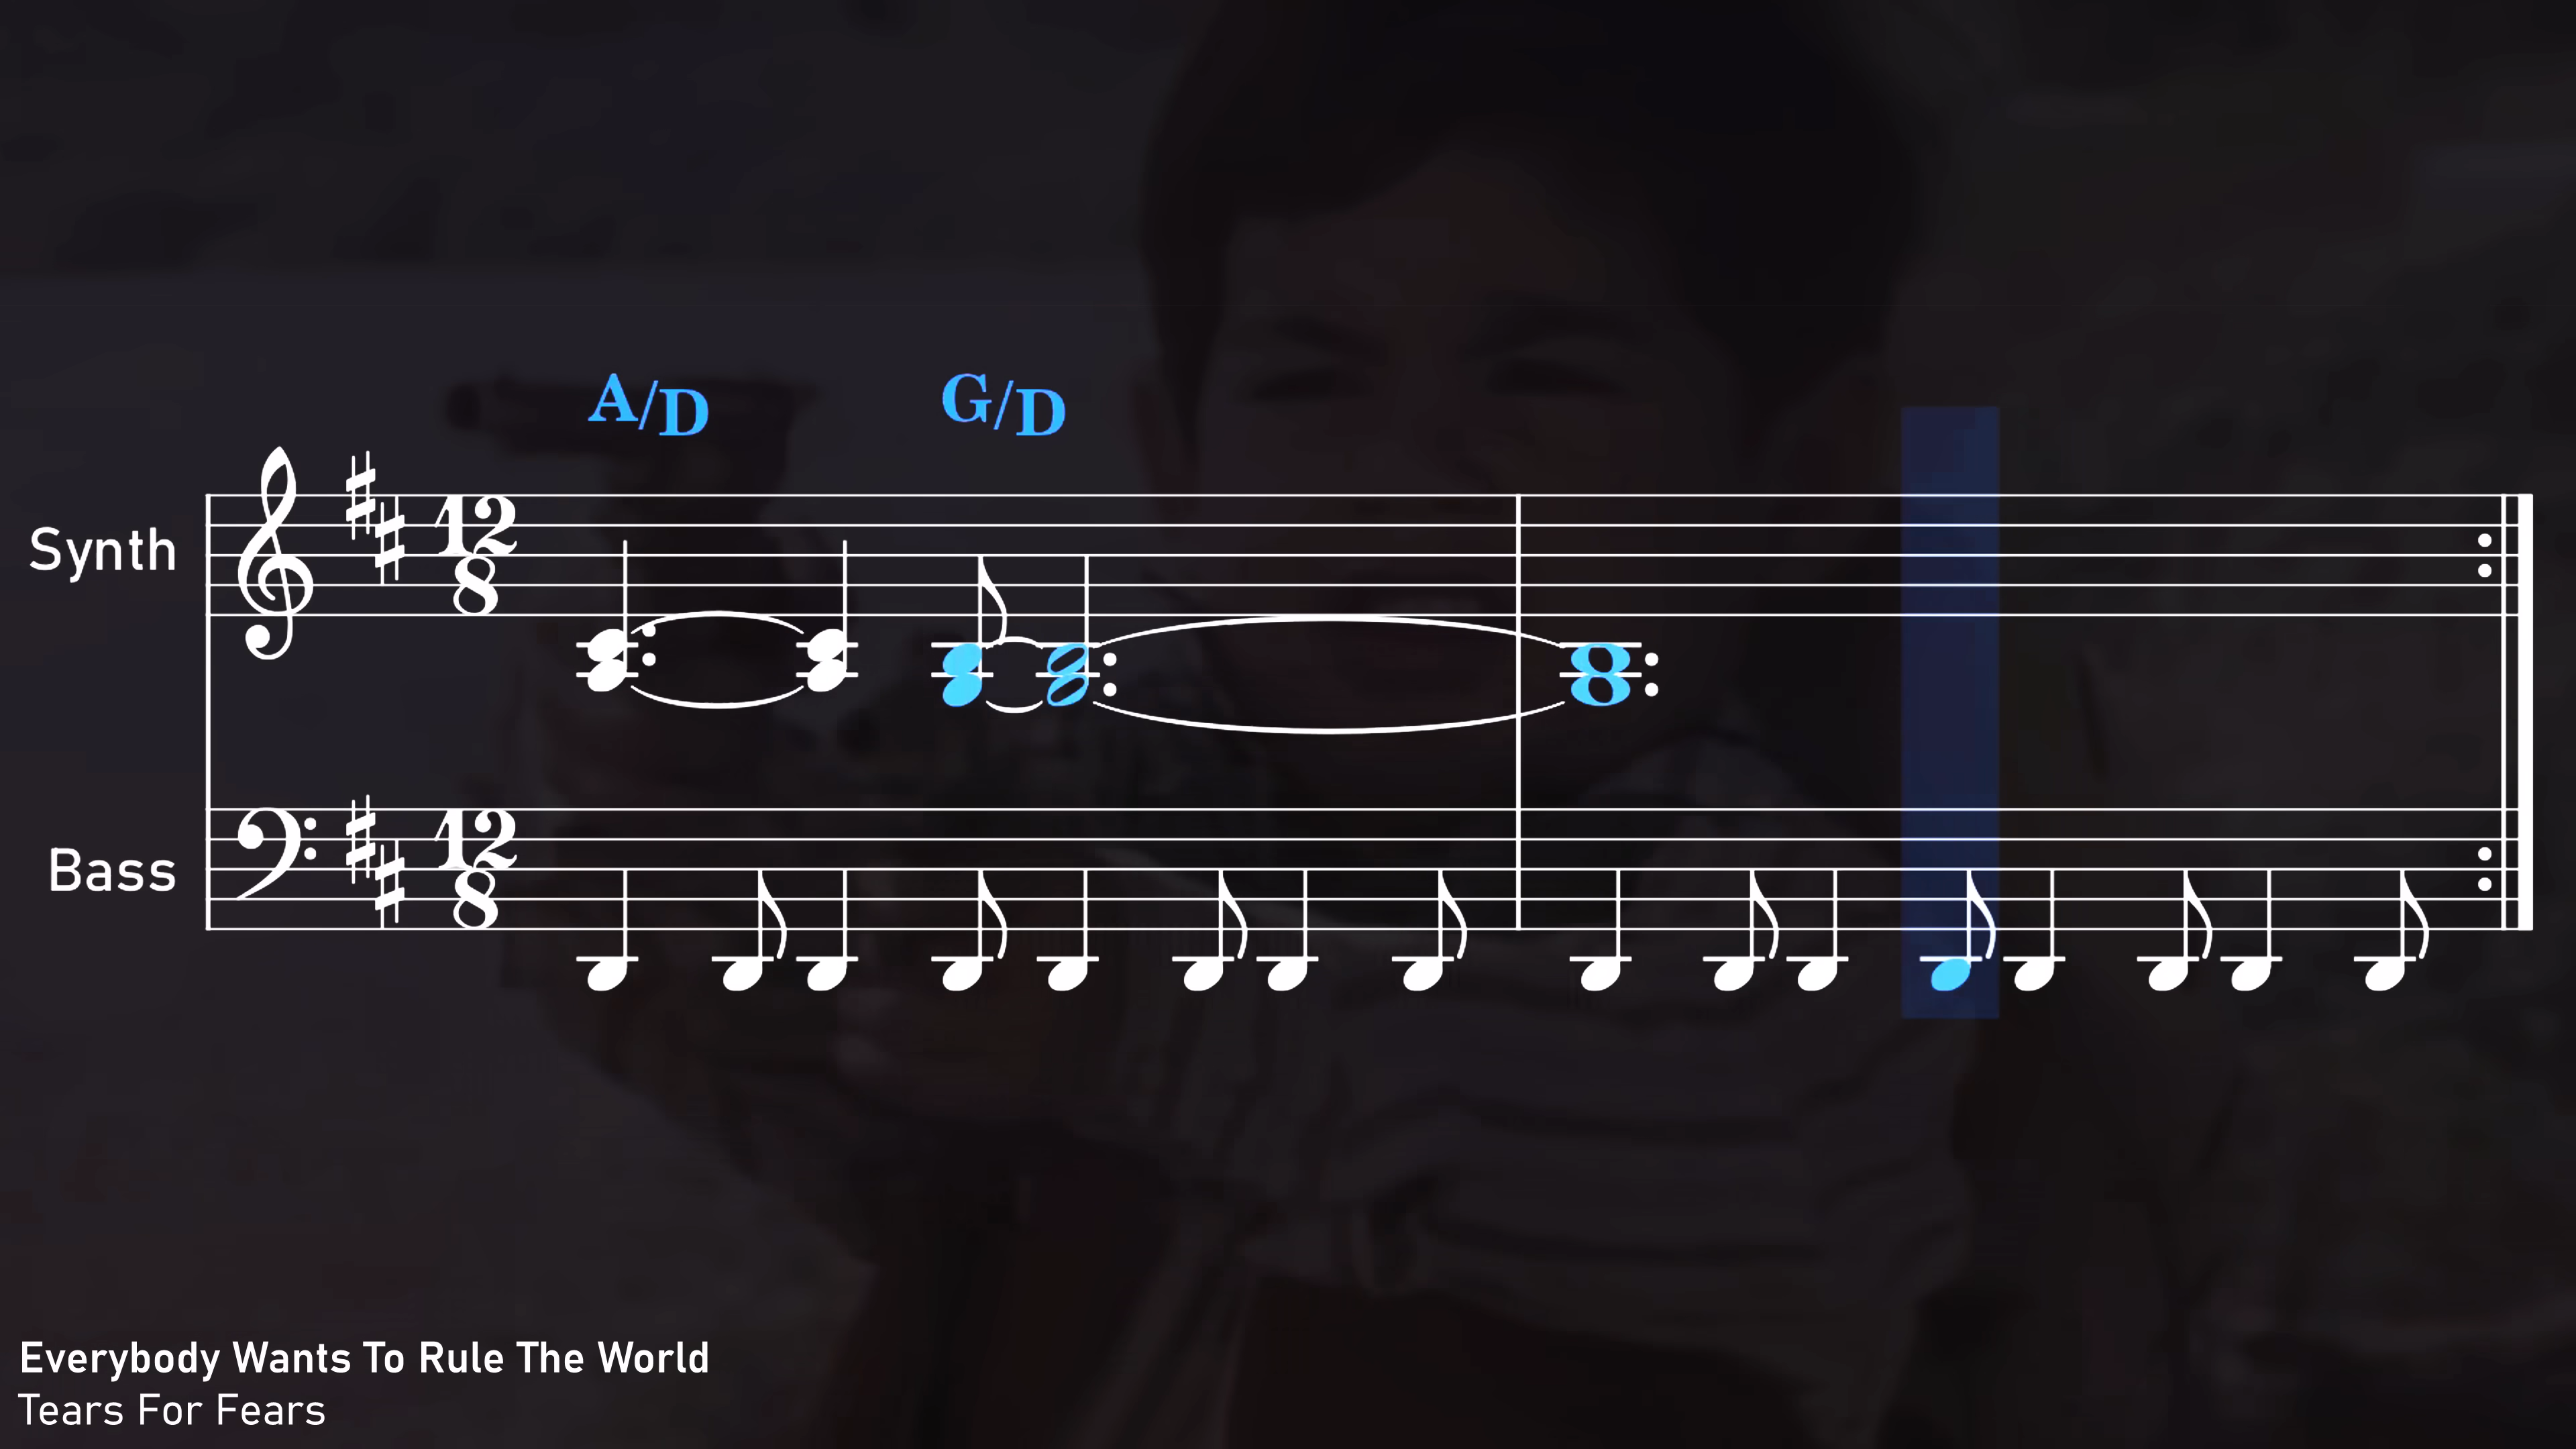 A/D G/D
Synth
12
8
Bass
12
8
Everybody Wants To Rule The World
Tears For Fears